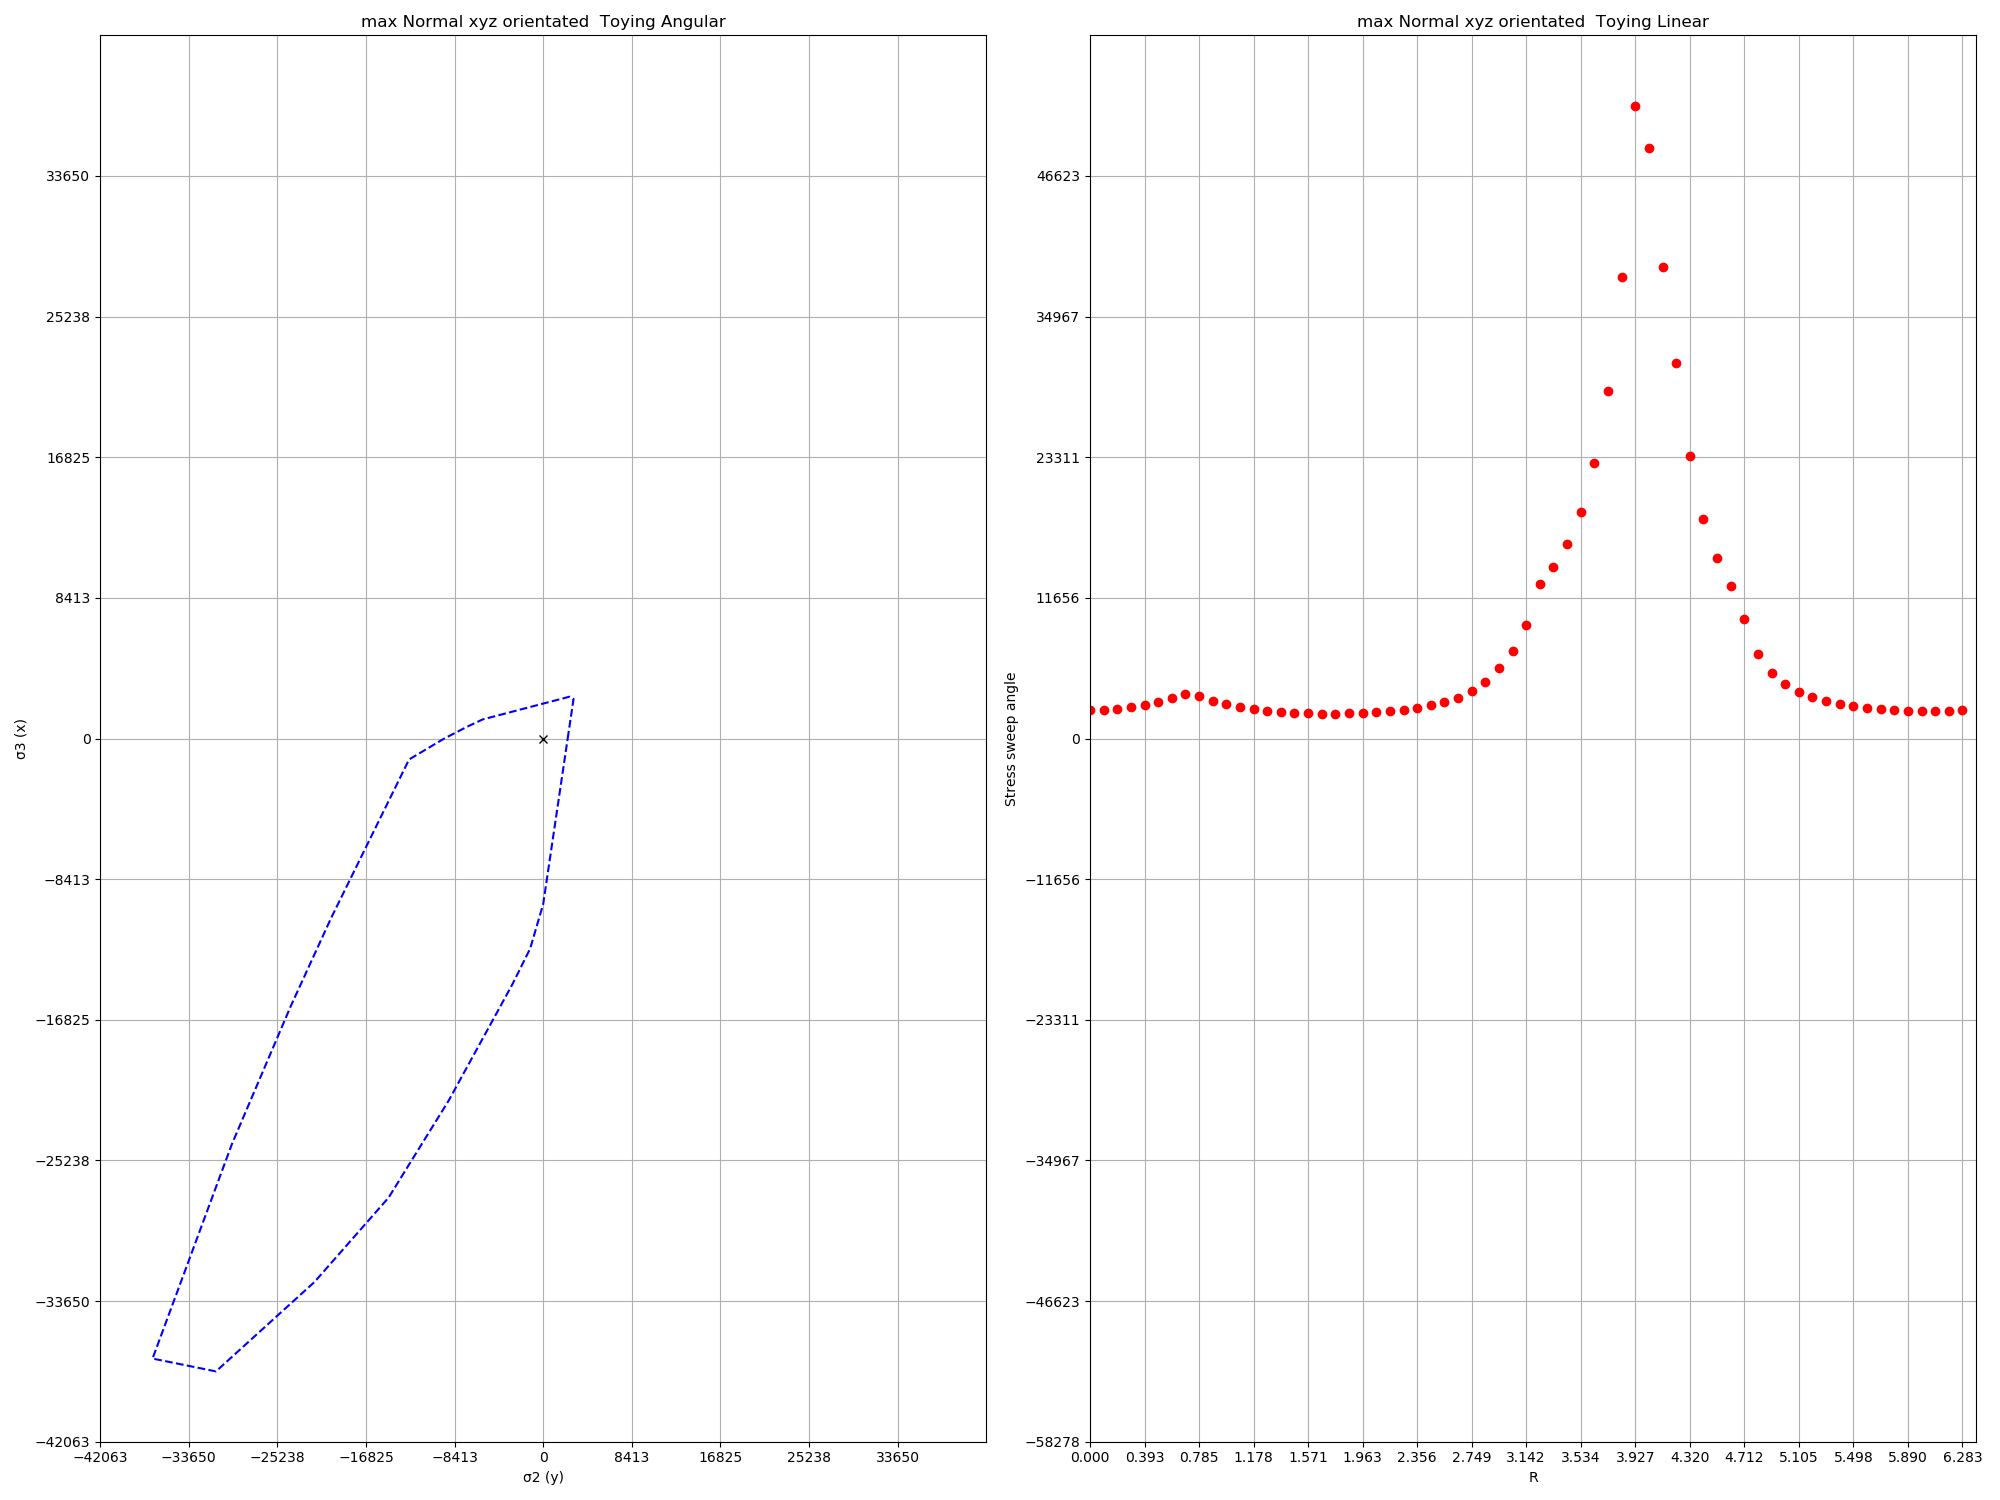 max Normal xyz orientated  Toying Angular
33650
25238
16825
8413
0
−8413
−16825
−25238
−33650
−42063
σ3 (x)
−42063 −33650 −25238 −16825 −8413 0 8413 16825 25238 33650
σ2 (y)
max Normal xyz orientated  Toying Linear
46623
34967
23311
11656
0
−11656
−23311
−34967
−46623
−58278
Stress sweep angle
0.000 0.393 0.785 1.178 1.571 1.963 2.356 2.749 3.142 3.534 3.927 4.320 4.712 5.105 5.498 5.890 6.283
R